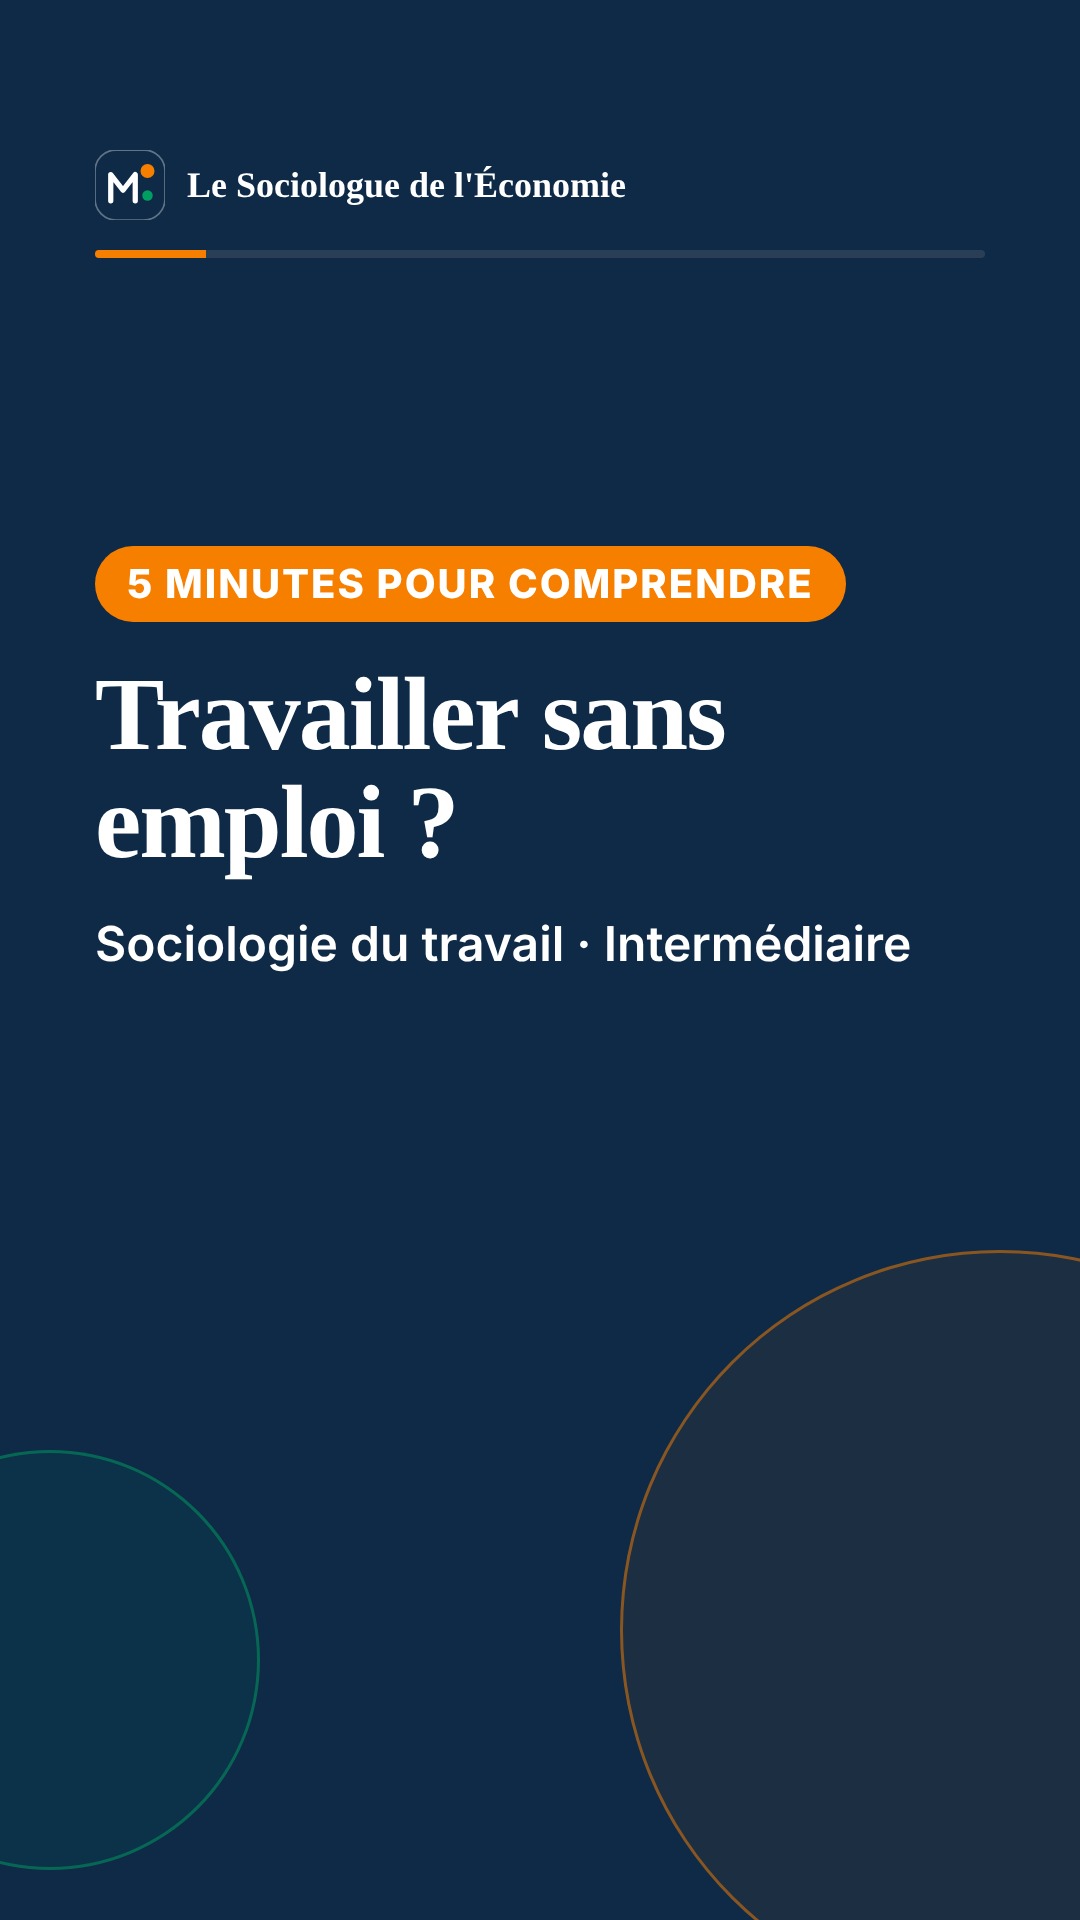 M
Le Sociologue de l'Économie
5 MINUTES POUR COMPRENDRE
Travailler sans
emploi ?
Sociologie du travail · Intermédiaire